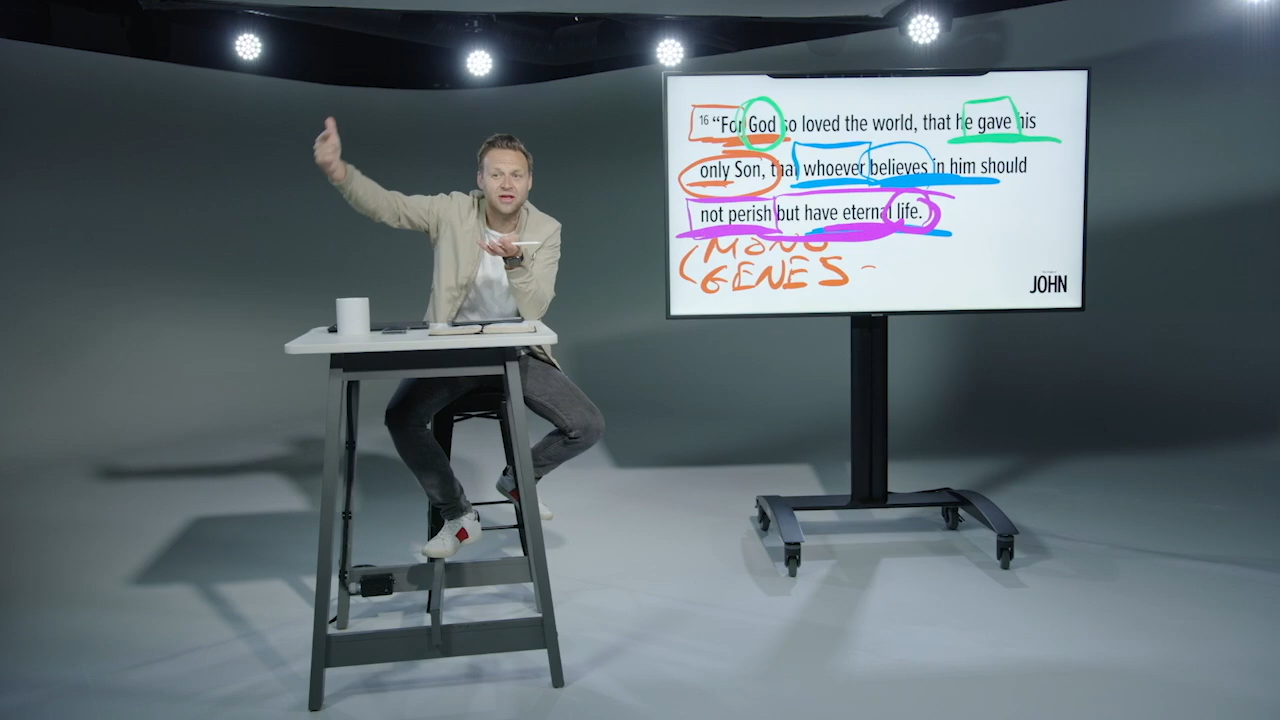 16 “For God so loved the world, that he gave his
only Son, that whoever believes in him should
not perish but have eternal life.
(MONO
GENES -
JOHN